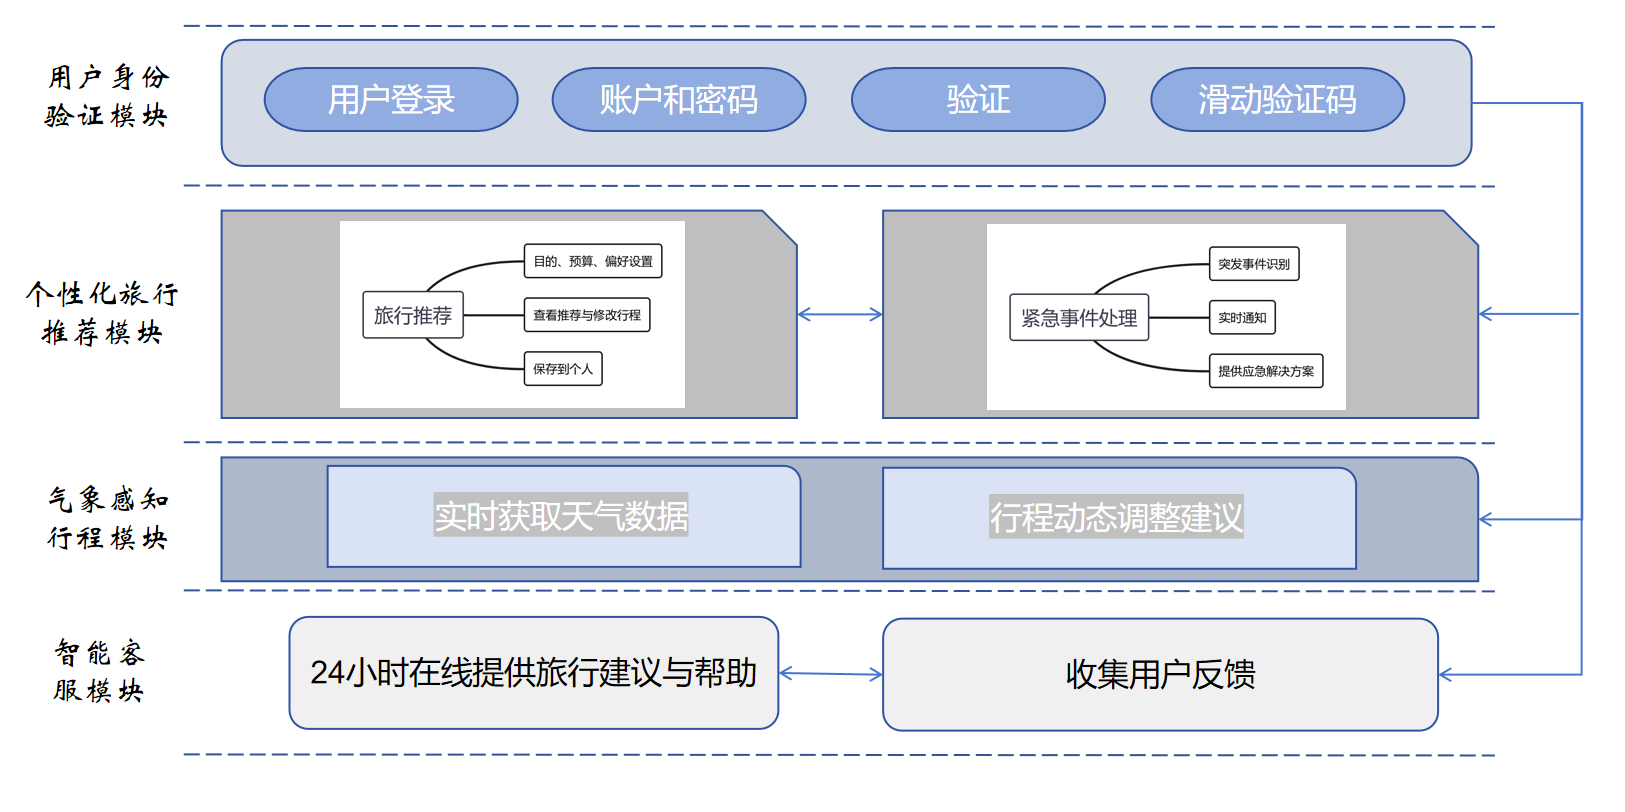 用户身份
验证模块
用户登录
账户和密码
验证
滑动验证码
个性化旅行
推荐模块
旅行推荐
目的、预算、偏好设置
查看推荐与修改行程
保存到个人
紧急事件处理
突发事件识别
实时通知
提供应急解决方案
气象感知
行程模块
实时获取天气数据
行程动态调整建议
智能客
服模块
24小时在线提供旅行建议与帮助
收集用户反馈